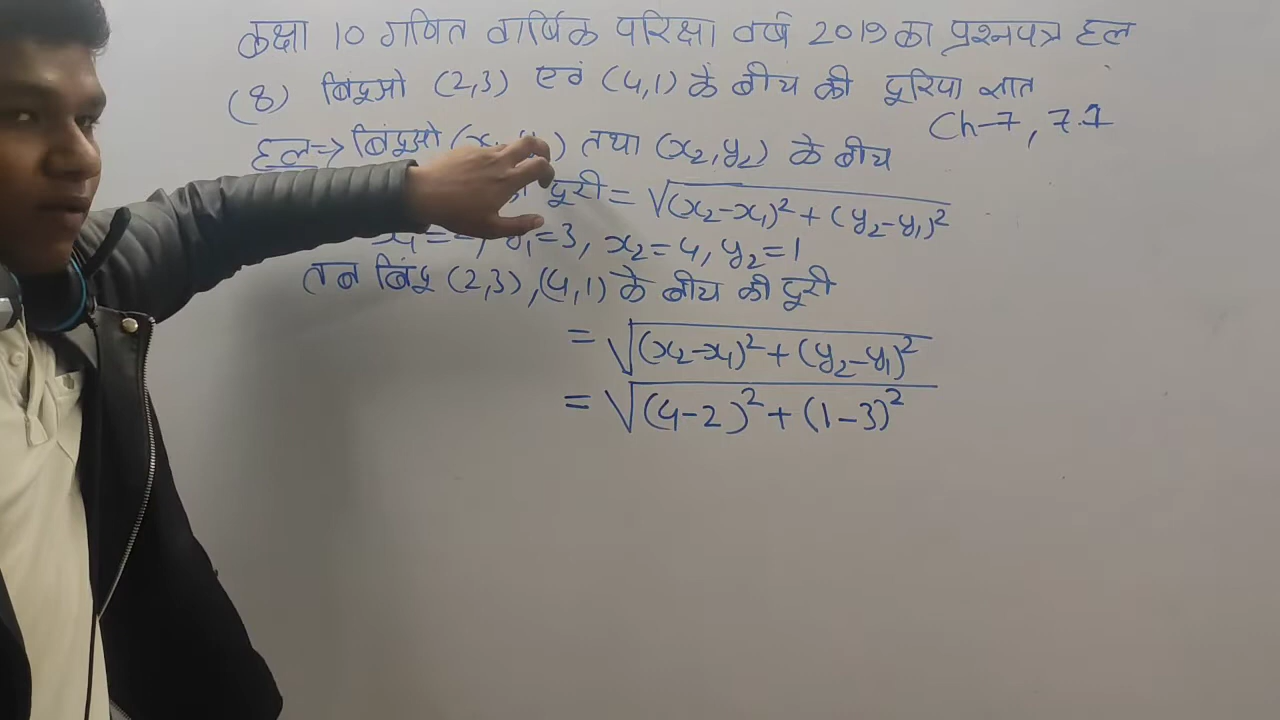 कक्षा 10 गणित वार्षिक परिक्षा वर्ष 2019 का प्रश्नपत्र हल
(8) बिंदूओ (2,3) एवं (4,1) के बीच की दूरिया ज्ञात
Ch-7, 7.1
हल⇒ बिंदूओ (x₁, y₁) तथा (x₂,y₂) के बीच
दूरी = √(x₂-x₁)²+(y₂-y₁)²
y₁=3, x₂=4, y₂=1
तब बिंदू (2,3),(4,1) के बीच की दूरी
= √(x₂-x₁)²+(y₂-y₁)²
= √(4-2)²+(1-3)²